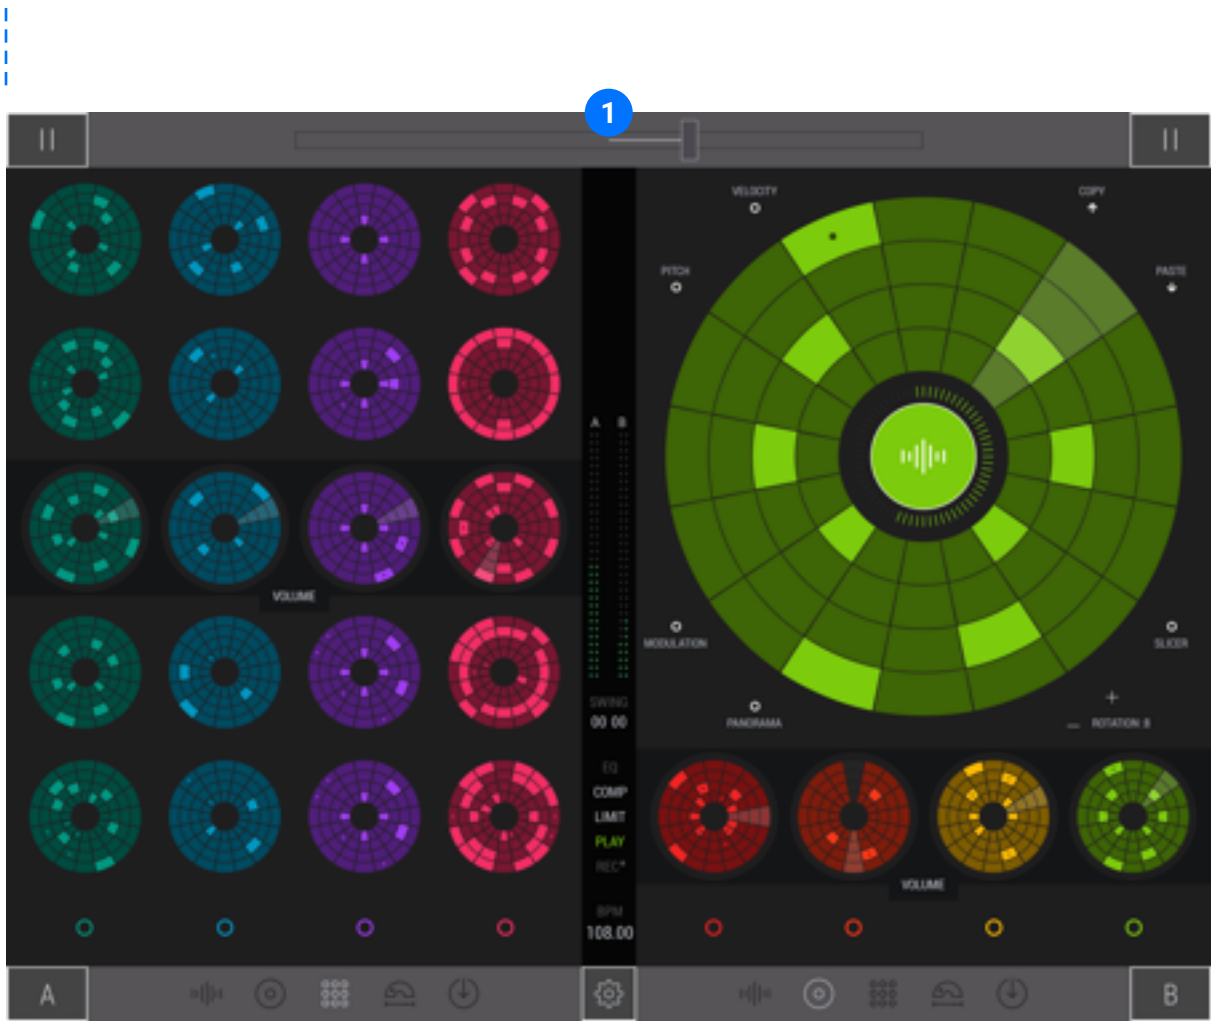 1
VELOCITY
COPY
PITCH
PASTE
A B
VOLUME
MODULATION
SLICER
SWING
00 00
PANORAMA
— ROTATION: 8 +
EQ
COMP
LIMIT
PLAY
REC
VOLUME
BPM
108.00
A
B